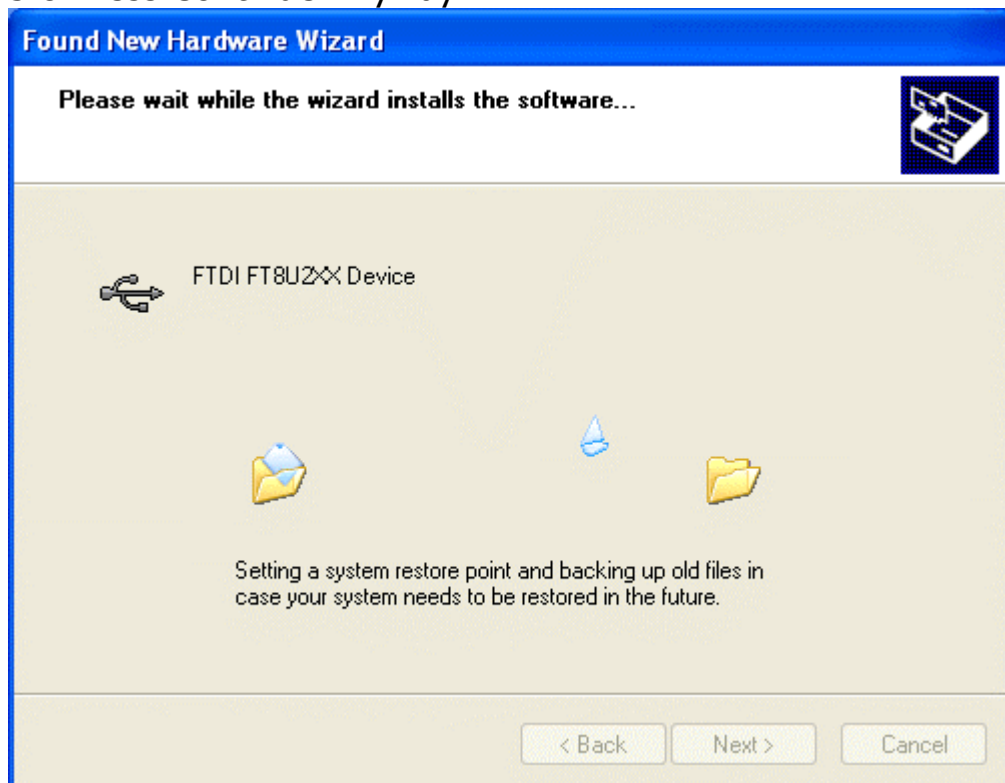 Found New Hardware Wizard
Please wait while the wizard installs the software...
FTDI FT8U2XX Device
Setting a system restore point and backing up old files in
case your system needs to be restored in the future.
< Back
Next >
Cancel